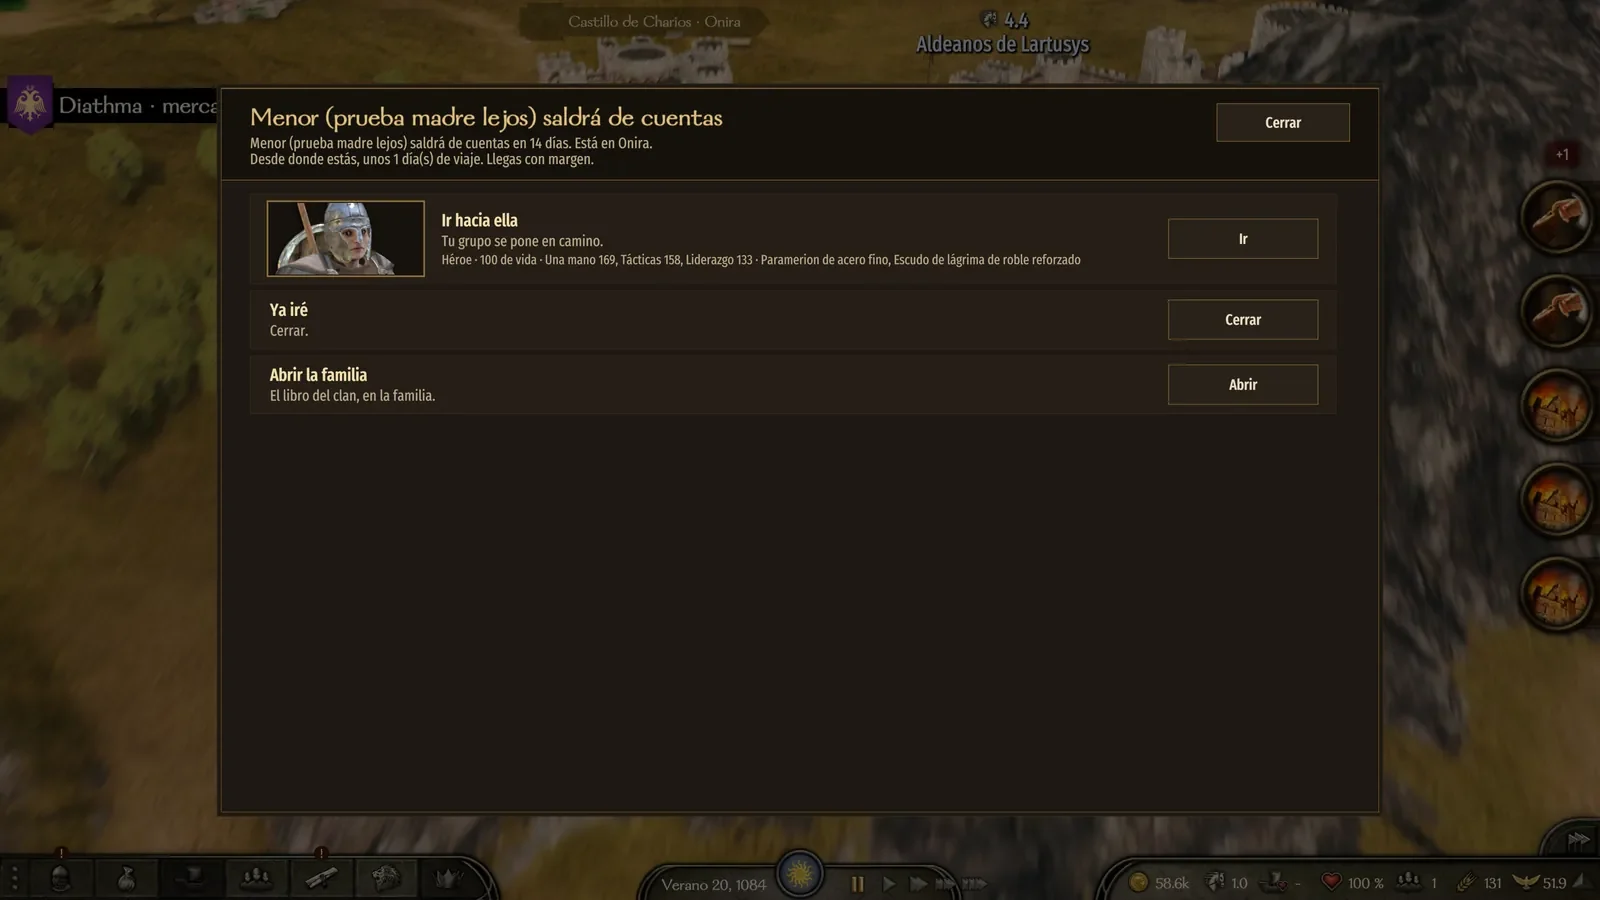 Castillo de Charios · Onira
4.4
Aldeanos de Lartusys
Diathma · merca
Menor (prueba madre lejos) saldrá de cuentas
Menor (prueba madre lejos) saldrá de cuentas en 14 días. Está en Onira.
Desde donde estás, unos 1 día(s) de viaje. Llegas con margen.
Cerrar
+1
Ir hacia ella
Tu grupo se pone en camino.
Héroe · 100 de vida · Una mano 169, Tácticas 158, Liderazgo 133 · Paramerion de acero fino, Escudo de lágrima de roble reforzado
Ir
Ya iré
Cerrar.
Cerrar
Abrir la familia
El libro del clan, en la familia.
Abrir
!
!
Verano 20, 1084
58.6k
1.0
-
100 %
1
131
51.9